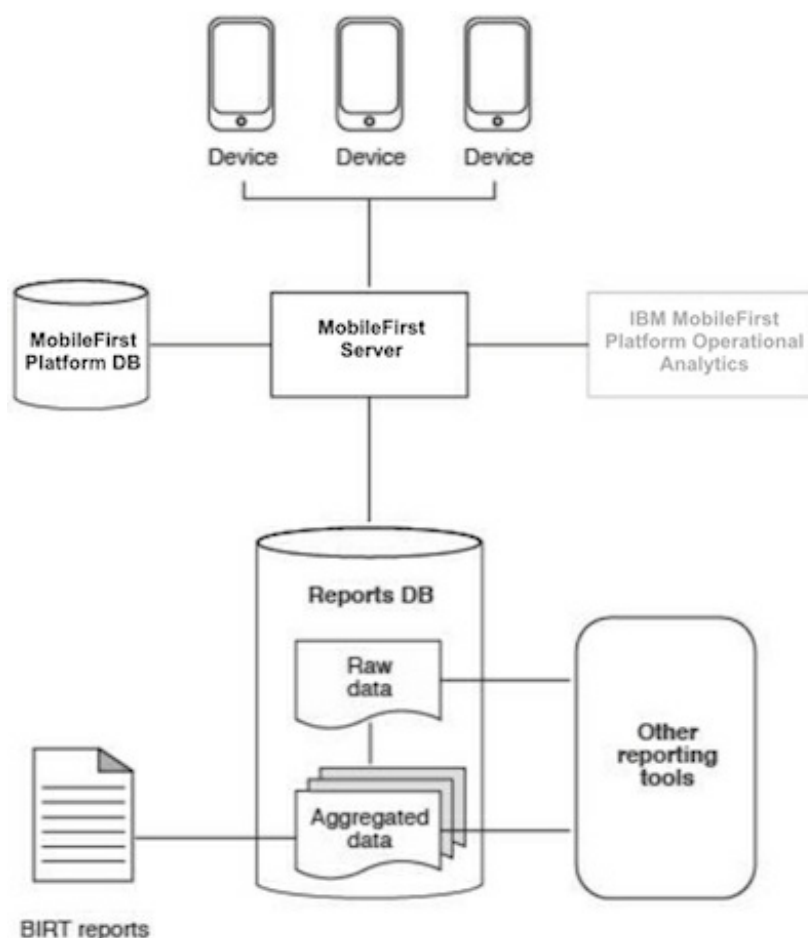 Device
Device
Device
MobileFirst
Platform DB
MobileFirst
Server
IBM MobileFirst
Platform Operational
Analytics
Reports DB
Raw
data
Other
reporting
tools
Aggregated
data
BIRT reports